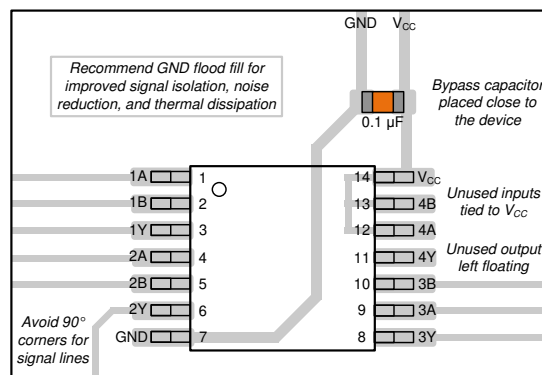 GND VCC
Recommend GND flood fill for
improved signal isolation, noise
reduction, and thermal dissipation
Bypass capacitor
placed close to
the device
0.1 µF
1A 1 14 VCC
1B 2 13 4B
1Y 3 12 4A
2A 4 11 4Y
2B 5 10 3B
2Y 6 9 3A
GND 7 8 3Y
Unused inputs
tied to VCC
Unused output
left floating
Avoid 90°
corners for
signal lines